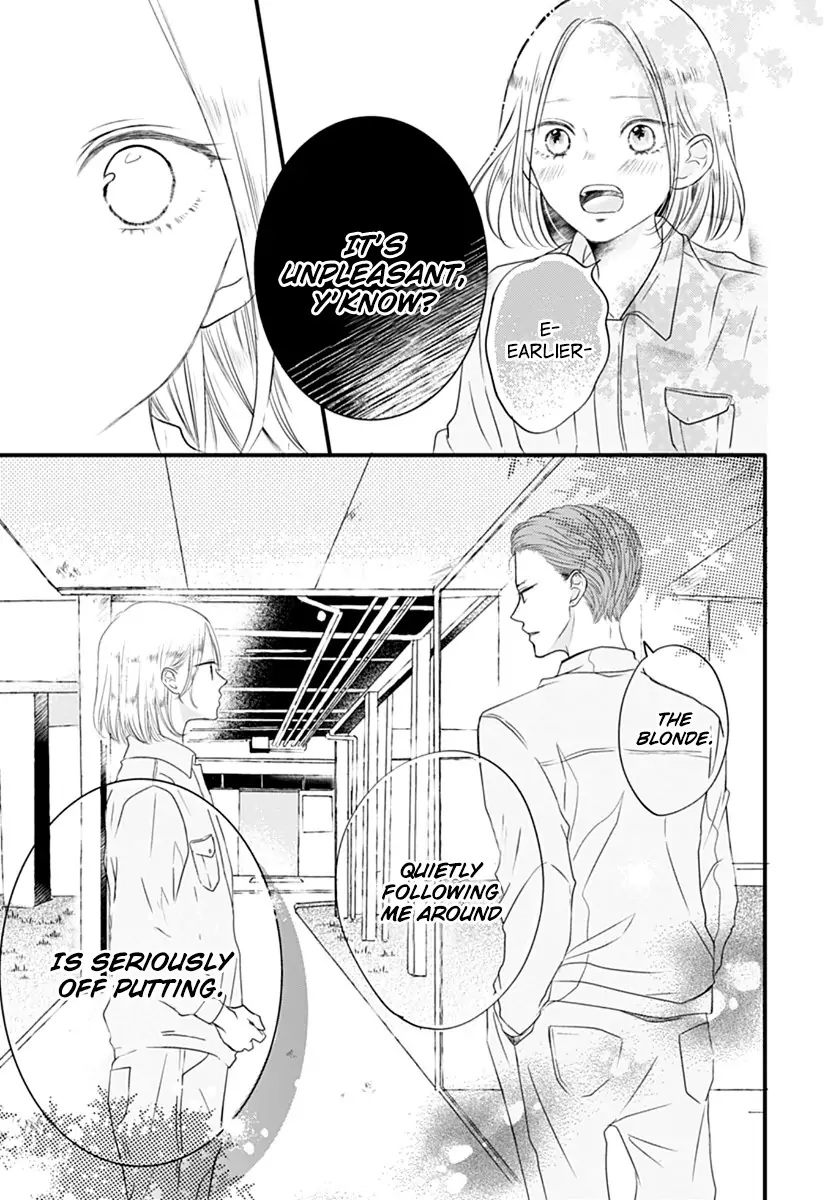 E-
EARLIER-
IT'S
UNPLEASANT,
Y'KNOW?
THE
BLONDE.
QUIETLY
FOLLOWING
ME AROUND
IS SERIOUSLY
OFF PUTTING.